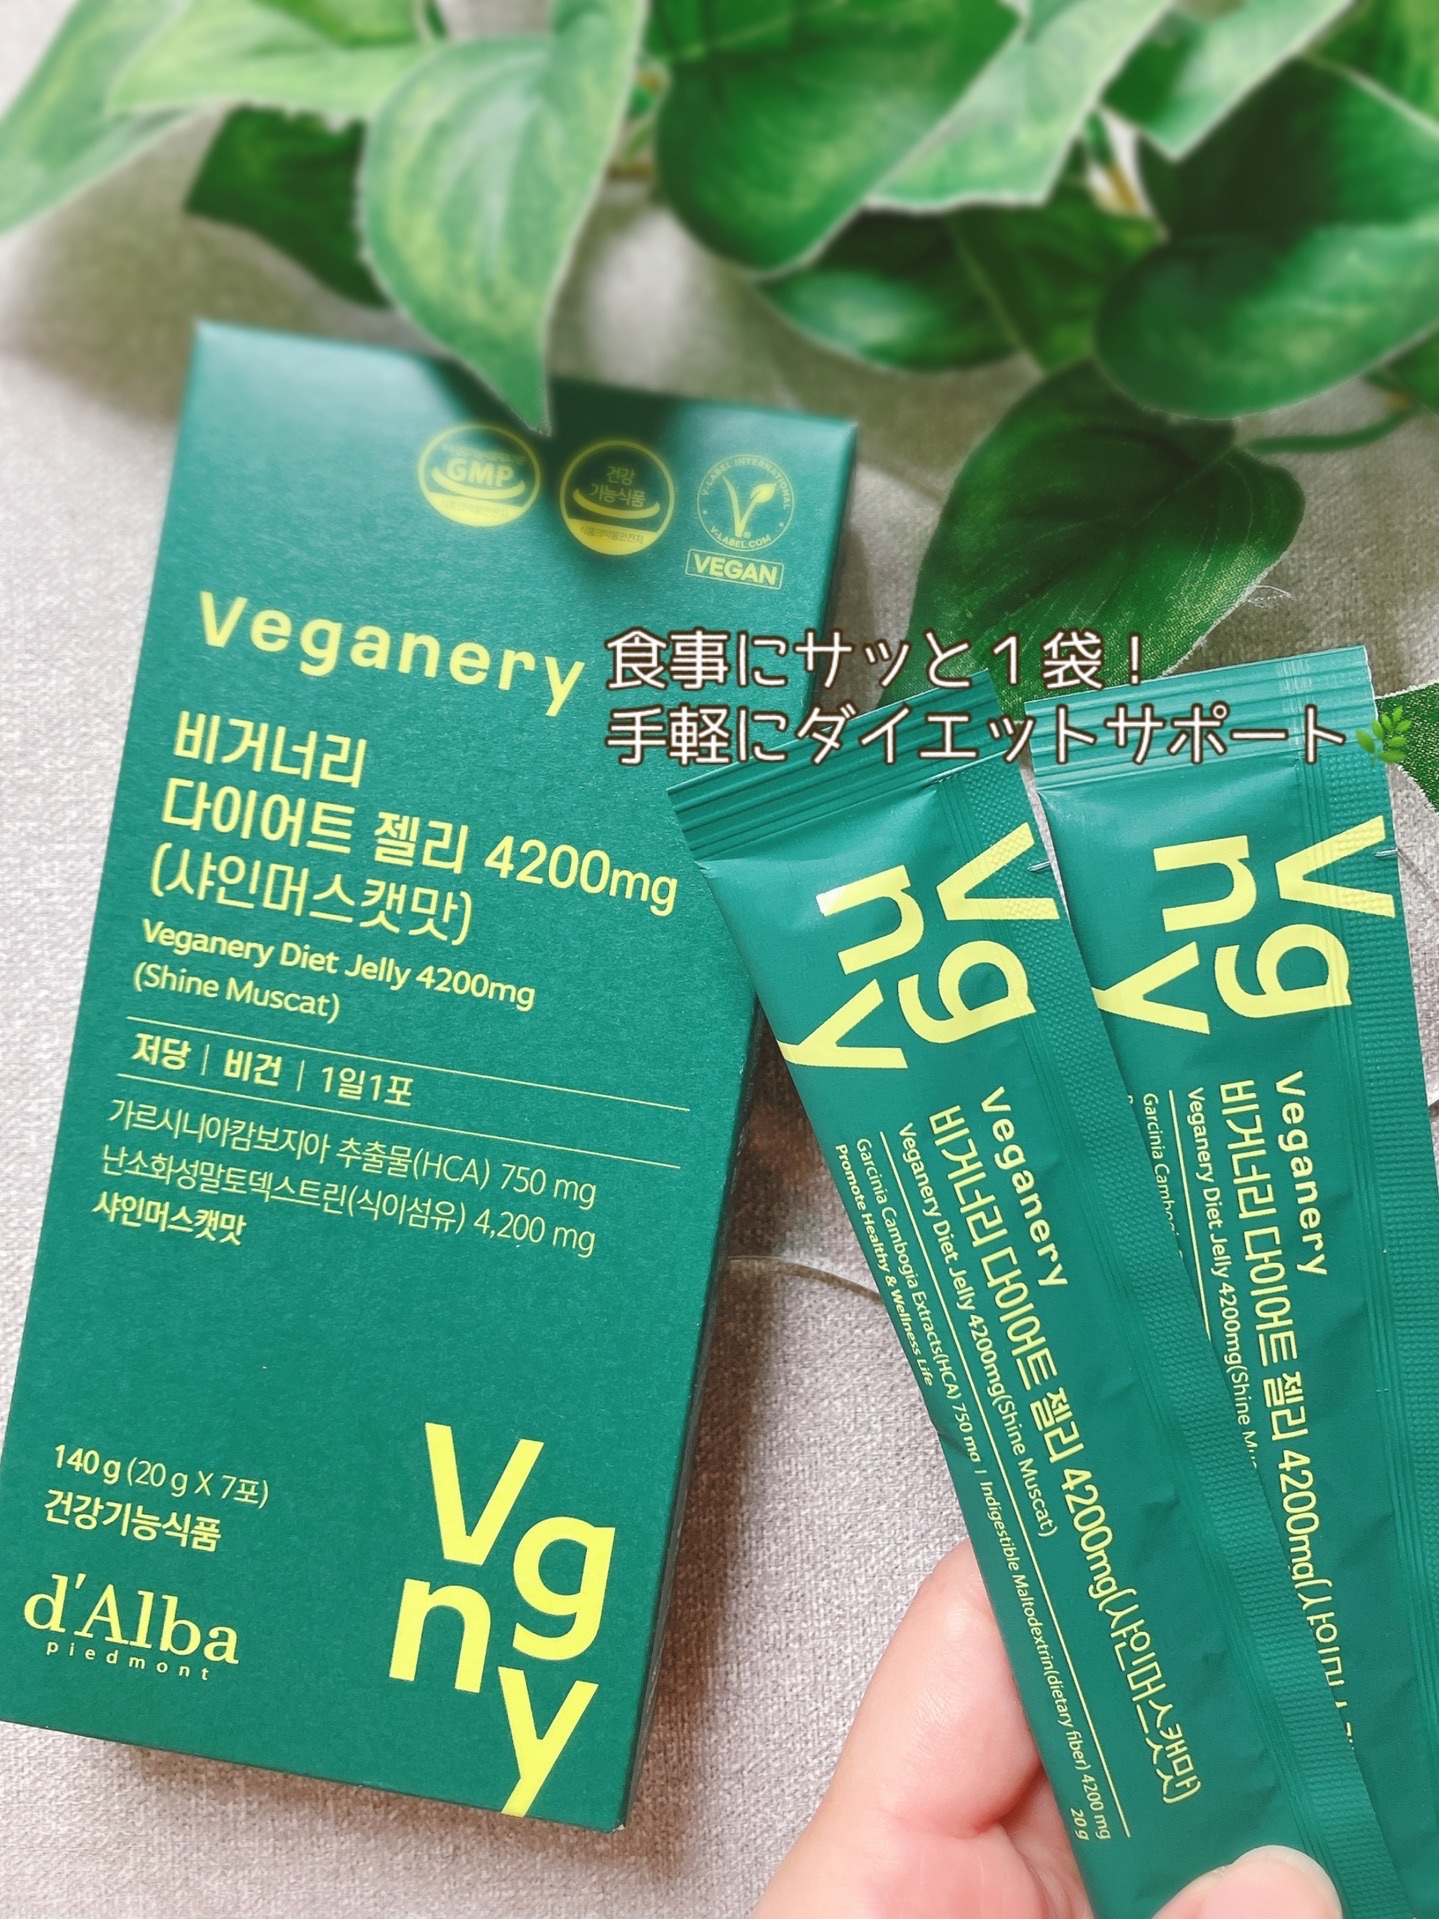 GMP
건강
기능식품
V-LABEL INTERNATIONAL
V-LABEL.COM
VEGAN
Veganery
食事にサッと1袋！
手軽にダイエットサポート🌿
비거너리
다이어트 젤리 4200mg
(샤인머스캣맛)
Veganery Diet Jelly 4200mg
(Shine Muscat)
저당 | 비건 | 1일1포
가르시니아캄보지아 추출물(HCA) 750 mg
난소화성말토덱스트린(식이섬유) 4,200 mg
샤인머스캣맛
140 g (20 g X 7포)
건강기능식품
d'Alba
piedmont
Vg
ny
Vg
ny
Veganery
비거너리 다이어트 젤리 4200mg(샤인머스캣맛)
Veganery Diet Jelly 4200mg(Shine Muscat)
Garcinia Cambogia Extracts(HCA) 750 mg | Indigestible Maltodextrin(dietary fiber) 4200 mg
Promote Healthy & Wellness Life
20 g
Vg
ny
Veganery
비거너리 다이어트 젤리 4200mg(샤인머
Veganery Diet Jelly 4200mg(Shine
Garcinia